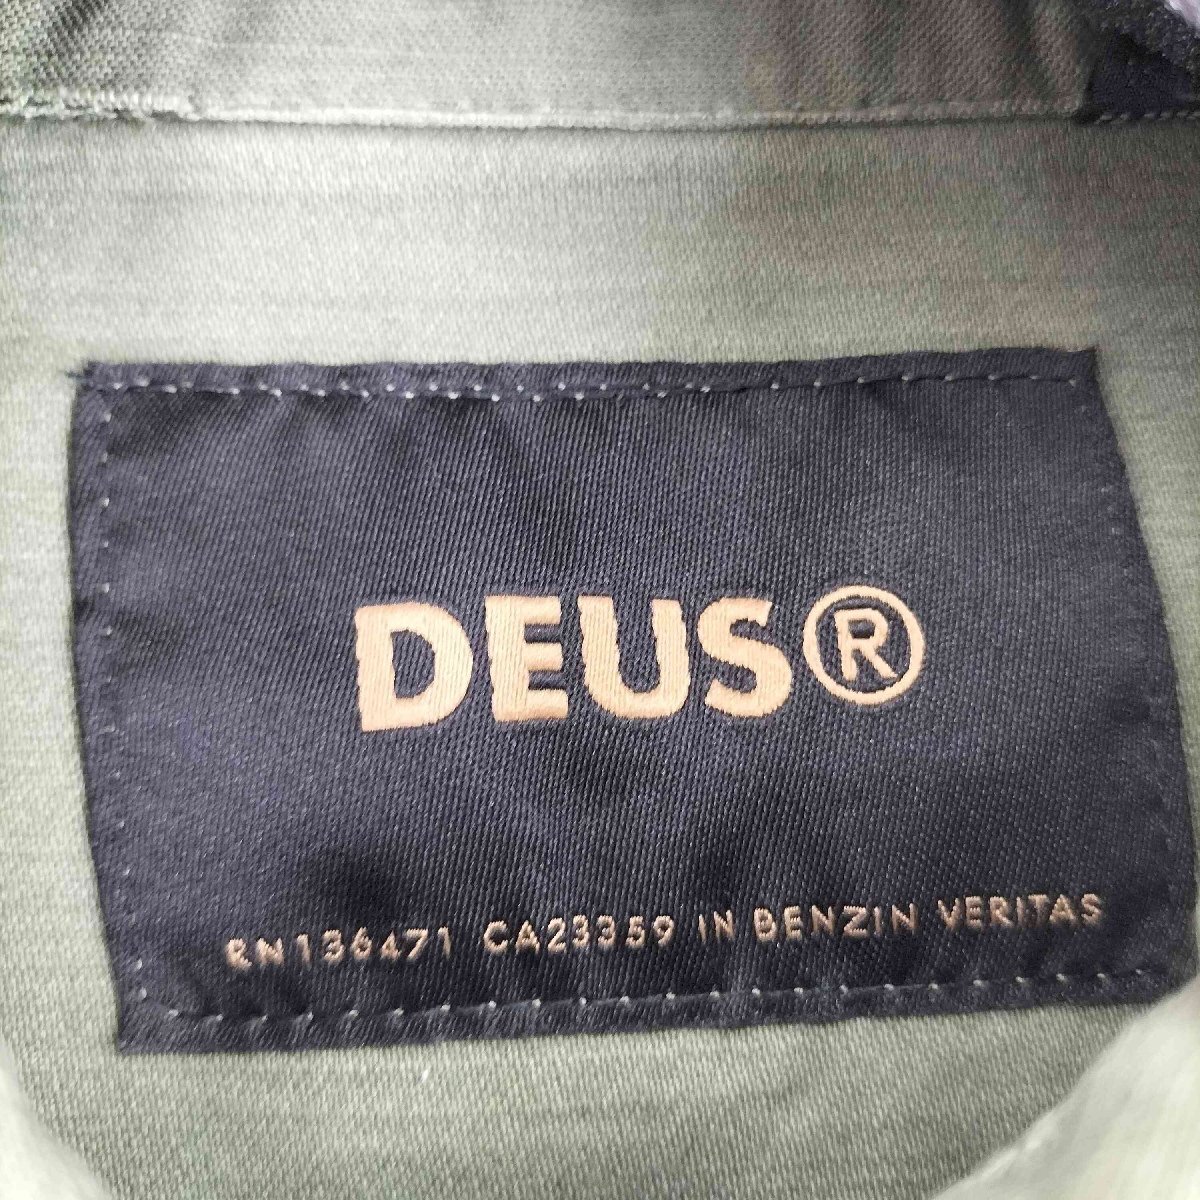 DEUS®
RN136471 CA23359 IN BENZIN VERITAS